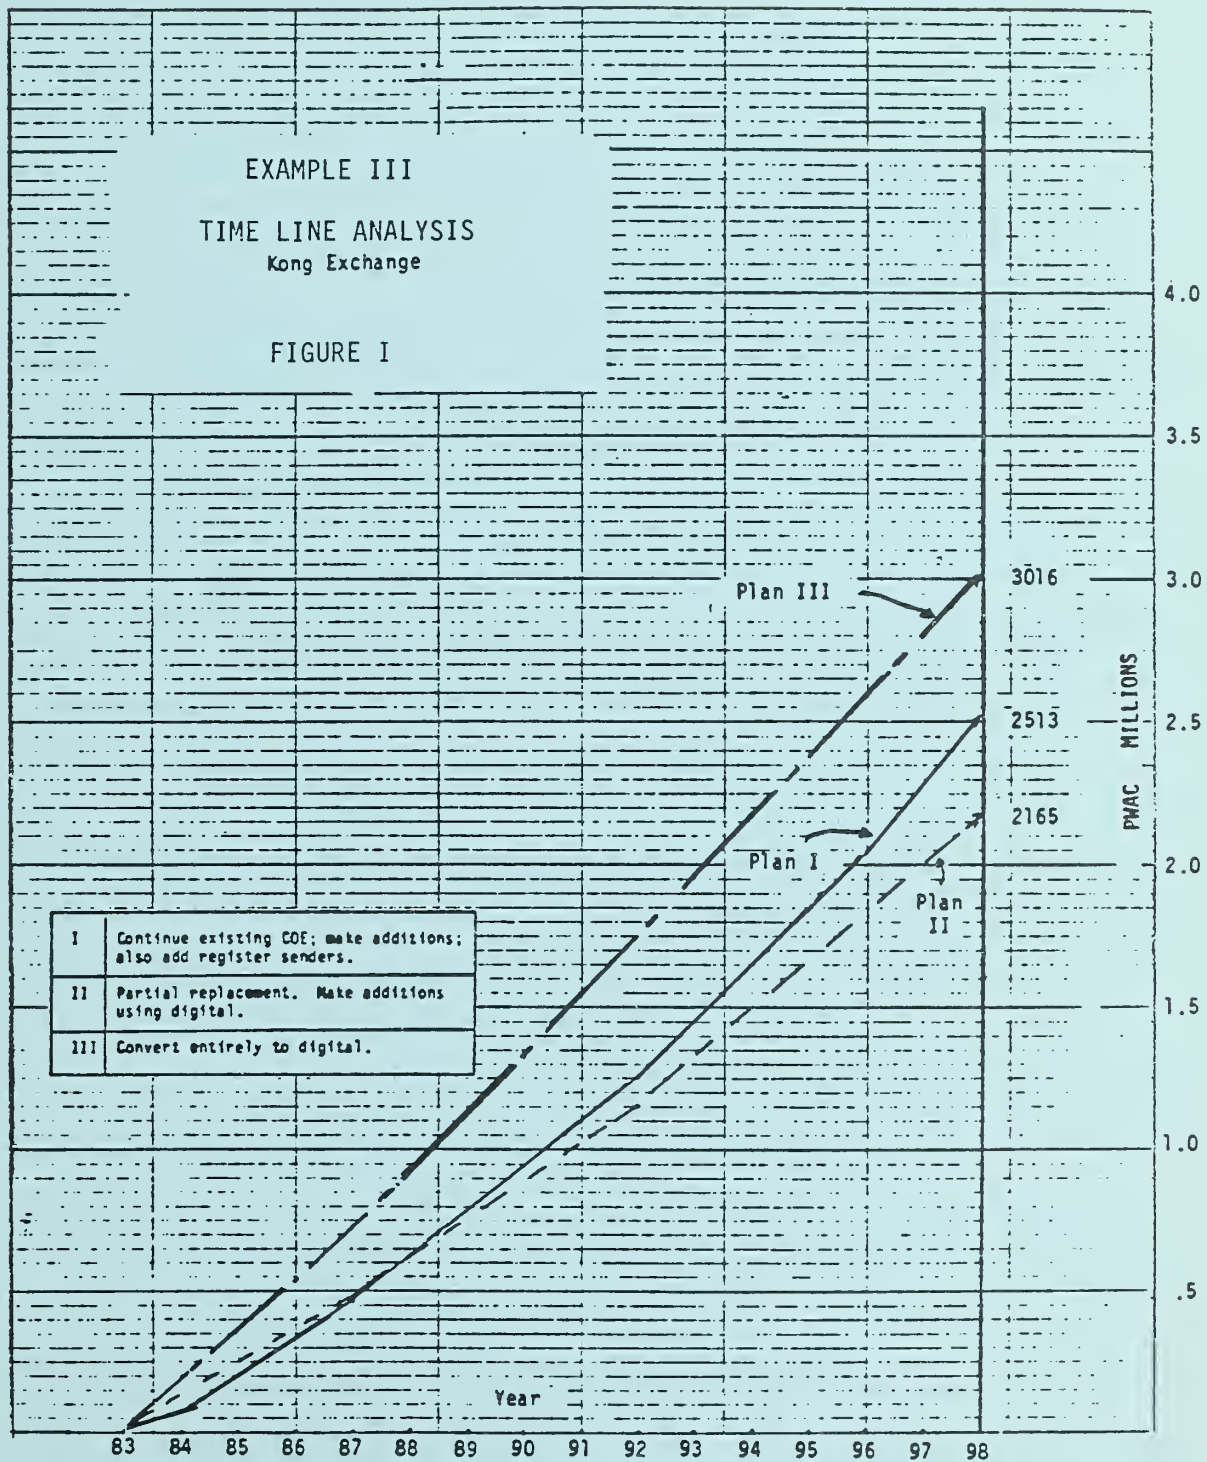 EXAMPLE III
TIME LINE ANALYSIS
Kong Exchange
FIGURE I
4.0
3.5
3.0
2.5
2.0
1.5
1.0
.5
PWAC MILLIONS
3016
2513
2165
Plan III
Plan I
Plan
II
I Continue existing COE; make additions;
also add register senders.
II Partial replacement. Make additions
using digital.
III Convert entirely to digital.
Year
83 84 85 86 87 88 89 90 91 92 93 94 95 96 97 98